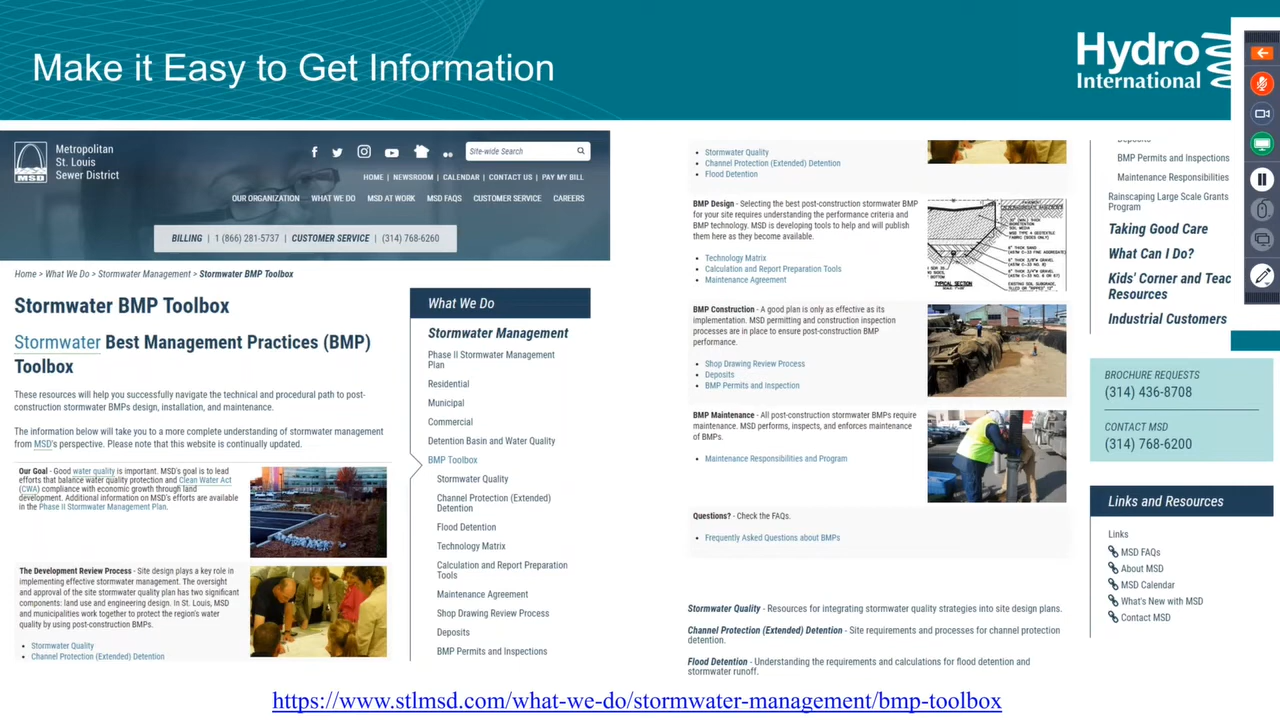 Make it Easy to Get Information
Hydro
International
MSD
Metropolitan
St. Louis
Sewer District
Site-wide Search
HOME | NEWSROOM | CALENDAR | CONTACT US | PAY MY BILL
OUR ORGANIZATION WHAT WE DO MSD AT WORK MSD FAQS CUSTOMER SERVICE CAREERS
BILLING | 1 (866) 281-5737 | CUSTOMER SERVICE | (314) 768-6260
Home > What We Do > Stormwater Management > Stormwater BMP Toolbox
Stormwater BMP Toolbox
Stormwater Best Management Practices (BMP)
Toolbox
These resources will help you successfully navigate the technical and procedural path to post-
construction stormwater BMPs design, installation, and maintenance.
The information below will take you to a more complete understanding of stormwater management
from MSD's perspective. Please note that this website is continually updated.
Our Goal - Good water quality is important. MSD's goal is to lead
efforts that balance water quality protection and Clean Water Act
(CWA) compliance with economic growth through land
development. Additional information on MSD's efforts are available
in the Phase II Stormwater Management Plan.
The Development Review Process - Site design plays a key role in
implementing effective stormwater management. The oversight
and approval of the site stormwater quality plan has two significant
components: land use and engineering design. In St. Louis, MSD
and municipalities work together to protect the region's water
quality by using post-construction BMPs.
Stormwater Quality
Channel Protection (Extended) Detention
What We Do
Stormwater Management
Phase II Stormwater Management
Plan
Residential
Municipal
Commercial
Detention Basin and Water Quality
BMP Toolbox
Stormwater Quality
Channel Protection (Extended)
Detention
Flood Detention
Technology Matrix
Calculation and Report Preparation
Tools
Maintenance Agreement
Shop Drawing Review Process
Deposits
BMP Permits and Inspections
Stormwater Quality
Channel Protection (Extended) Detention
Flood Detention
BMP Design - Selecting the best post-construction stormwater BMP
for your site requires understanding the performance criteria and
BMP technology. MSD is developing tools to help and will publish
them here as they become available.
Technology Matrix
Calculation and Report Preparation Tools
Maintenance Agreement
TYPICAL SECTION
BMP Construction - A good plan is only as effective as its
implementation. MSD permitting and construction inspection
processes are in place to ensure post-construction BMP
performance.
Shop Drawing Review Process
Deposits
BMP Permits and Inspection
BMP Maintenance - All post-construction stormwater BMPs require
maintenance. MSD performs, inspects, and enforces maintenance
of BMPs.
Maintenance Responsibilities and Program
Questions? - Check the FAQs.
Frequently Asked Questions about BMPs
Stormwater Quality - Resources for integrating stormwater quality strategies into site design plans.
Channel Protection (Extended) Detention - Site requirements and processes for channel protection
detention.
Flood Detention - Understanding the requirements and calculations for flood detention and
stormwater runoff.
BMP Permits and Inspections
Maintenance Responsibilities
Rainscaping Large Scale Grants
Program
Taking Good Care
What Can I Do?
Kids' Corner and Teac
Resources
Industrial Customers
BROCHURE REQUESTS
(314) 436-8708
CONTACT MSD
(314) 768-6200
Links and Resources
Links
MSD FAQs
About MSD
MSD Calendar
What's New with MSD
Contact MSD
https://www.stlmsd.com/what-we-do/stormwater-management/bmp-toolbox